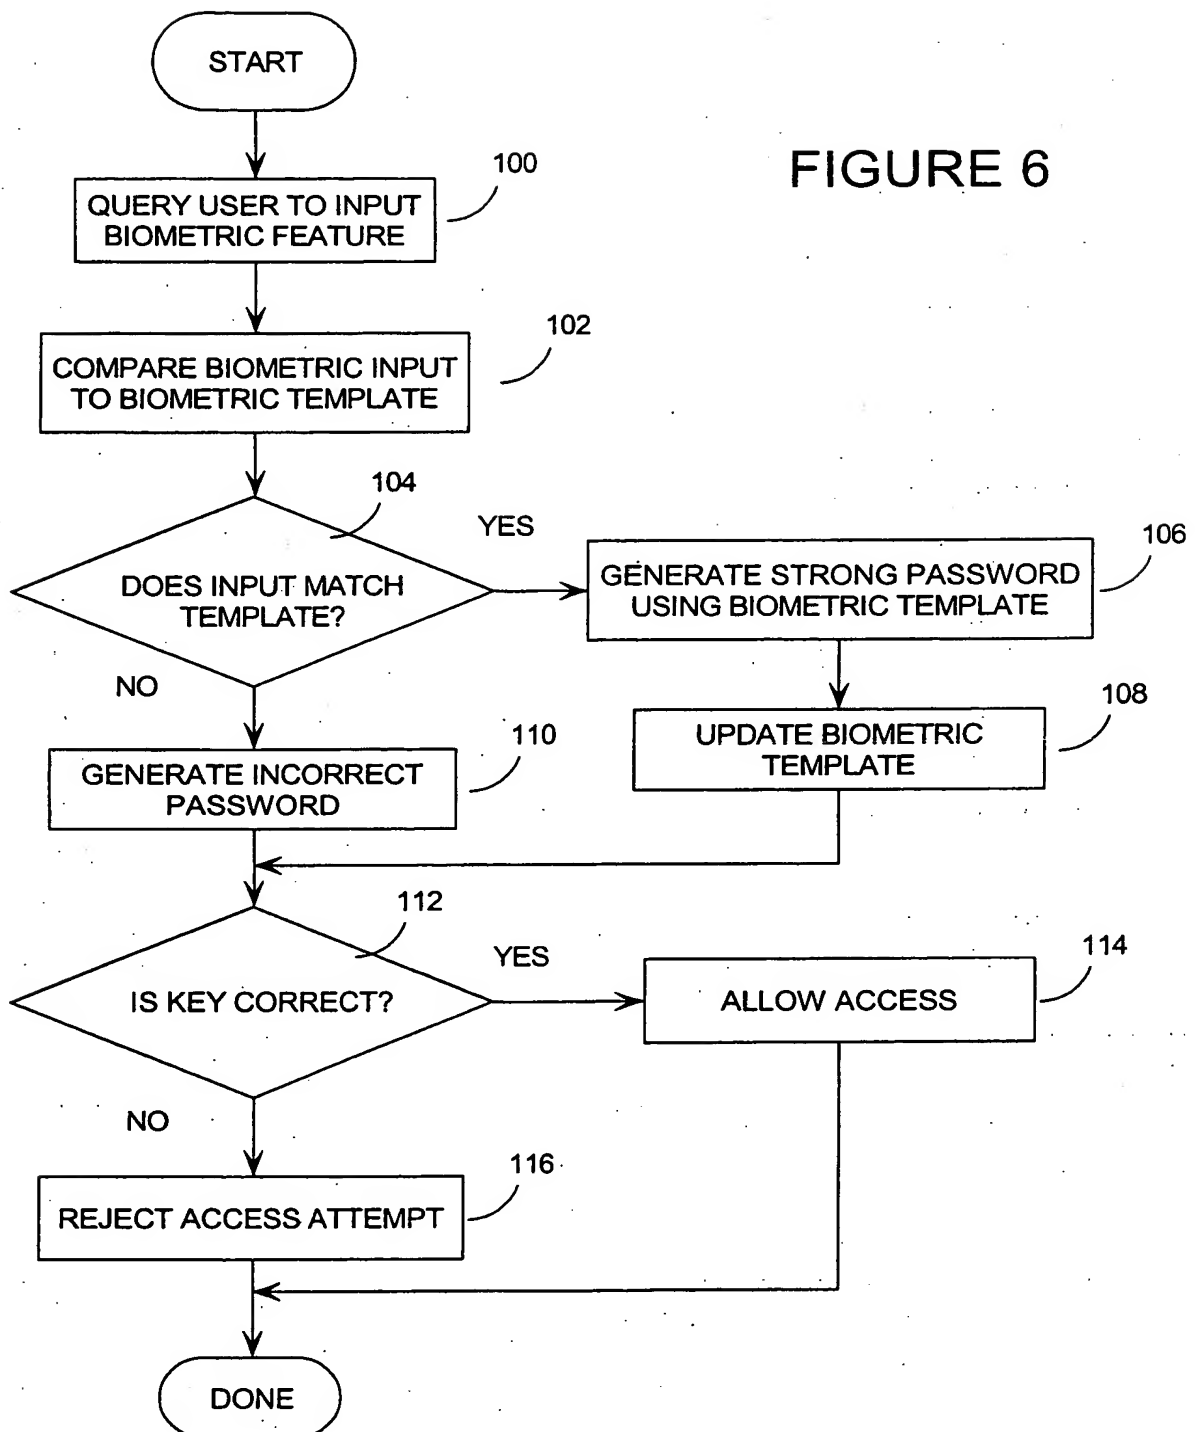 START
FIGURE 6
100
QUERY USER TO INPUT
BIOMETRIC FEATURE
102
COMPARE BIOMETRIC INPUT
TO BIOMETRIC TEMPLATE
104
YES
DOES INPUT MATCH
TEMPLATE?
106
GENERATE STRONG PASSWORD
USING BIOMETRIC TEMPLATE
NO
108
UPDATE BIOMETRIC
TEMPLATE
110
GENERATE INCORRECT
PASSWORD
112
YES
IS KEY CORRECT?
114
ALLOW ACCESS
NO
116
REJECT ACCESS ATTEMPT
DONE